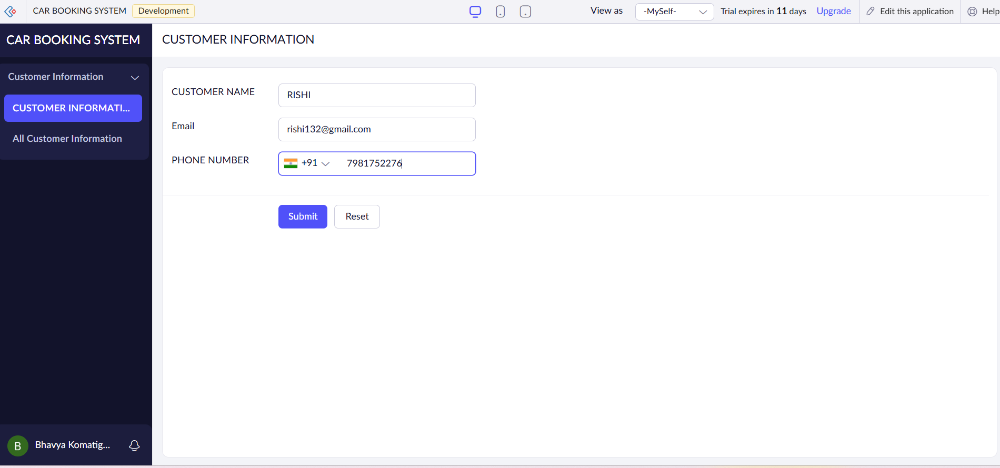 CAR BOOKING SYSTEM Development View as -MySelf- Trial expires in 11 days Upgrade Edit this application Help
CAR BOOKING SYSTEM
Customer Information
CUSTOMER INFORMATI...
All Customer Information
Bhavya Komatig...
B
CUSTOMER INFORMATION
CUSTOMER NAME RISHI
Email rishi132@gmail.com
PHONE NUMBER +91 7981752276
Submit Reset